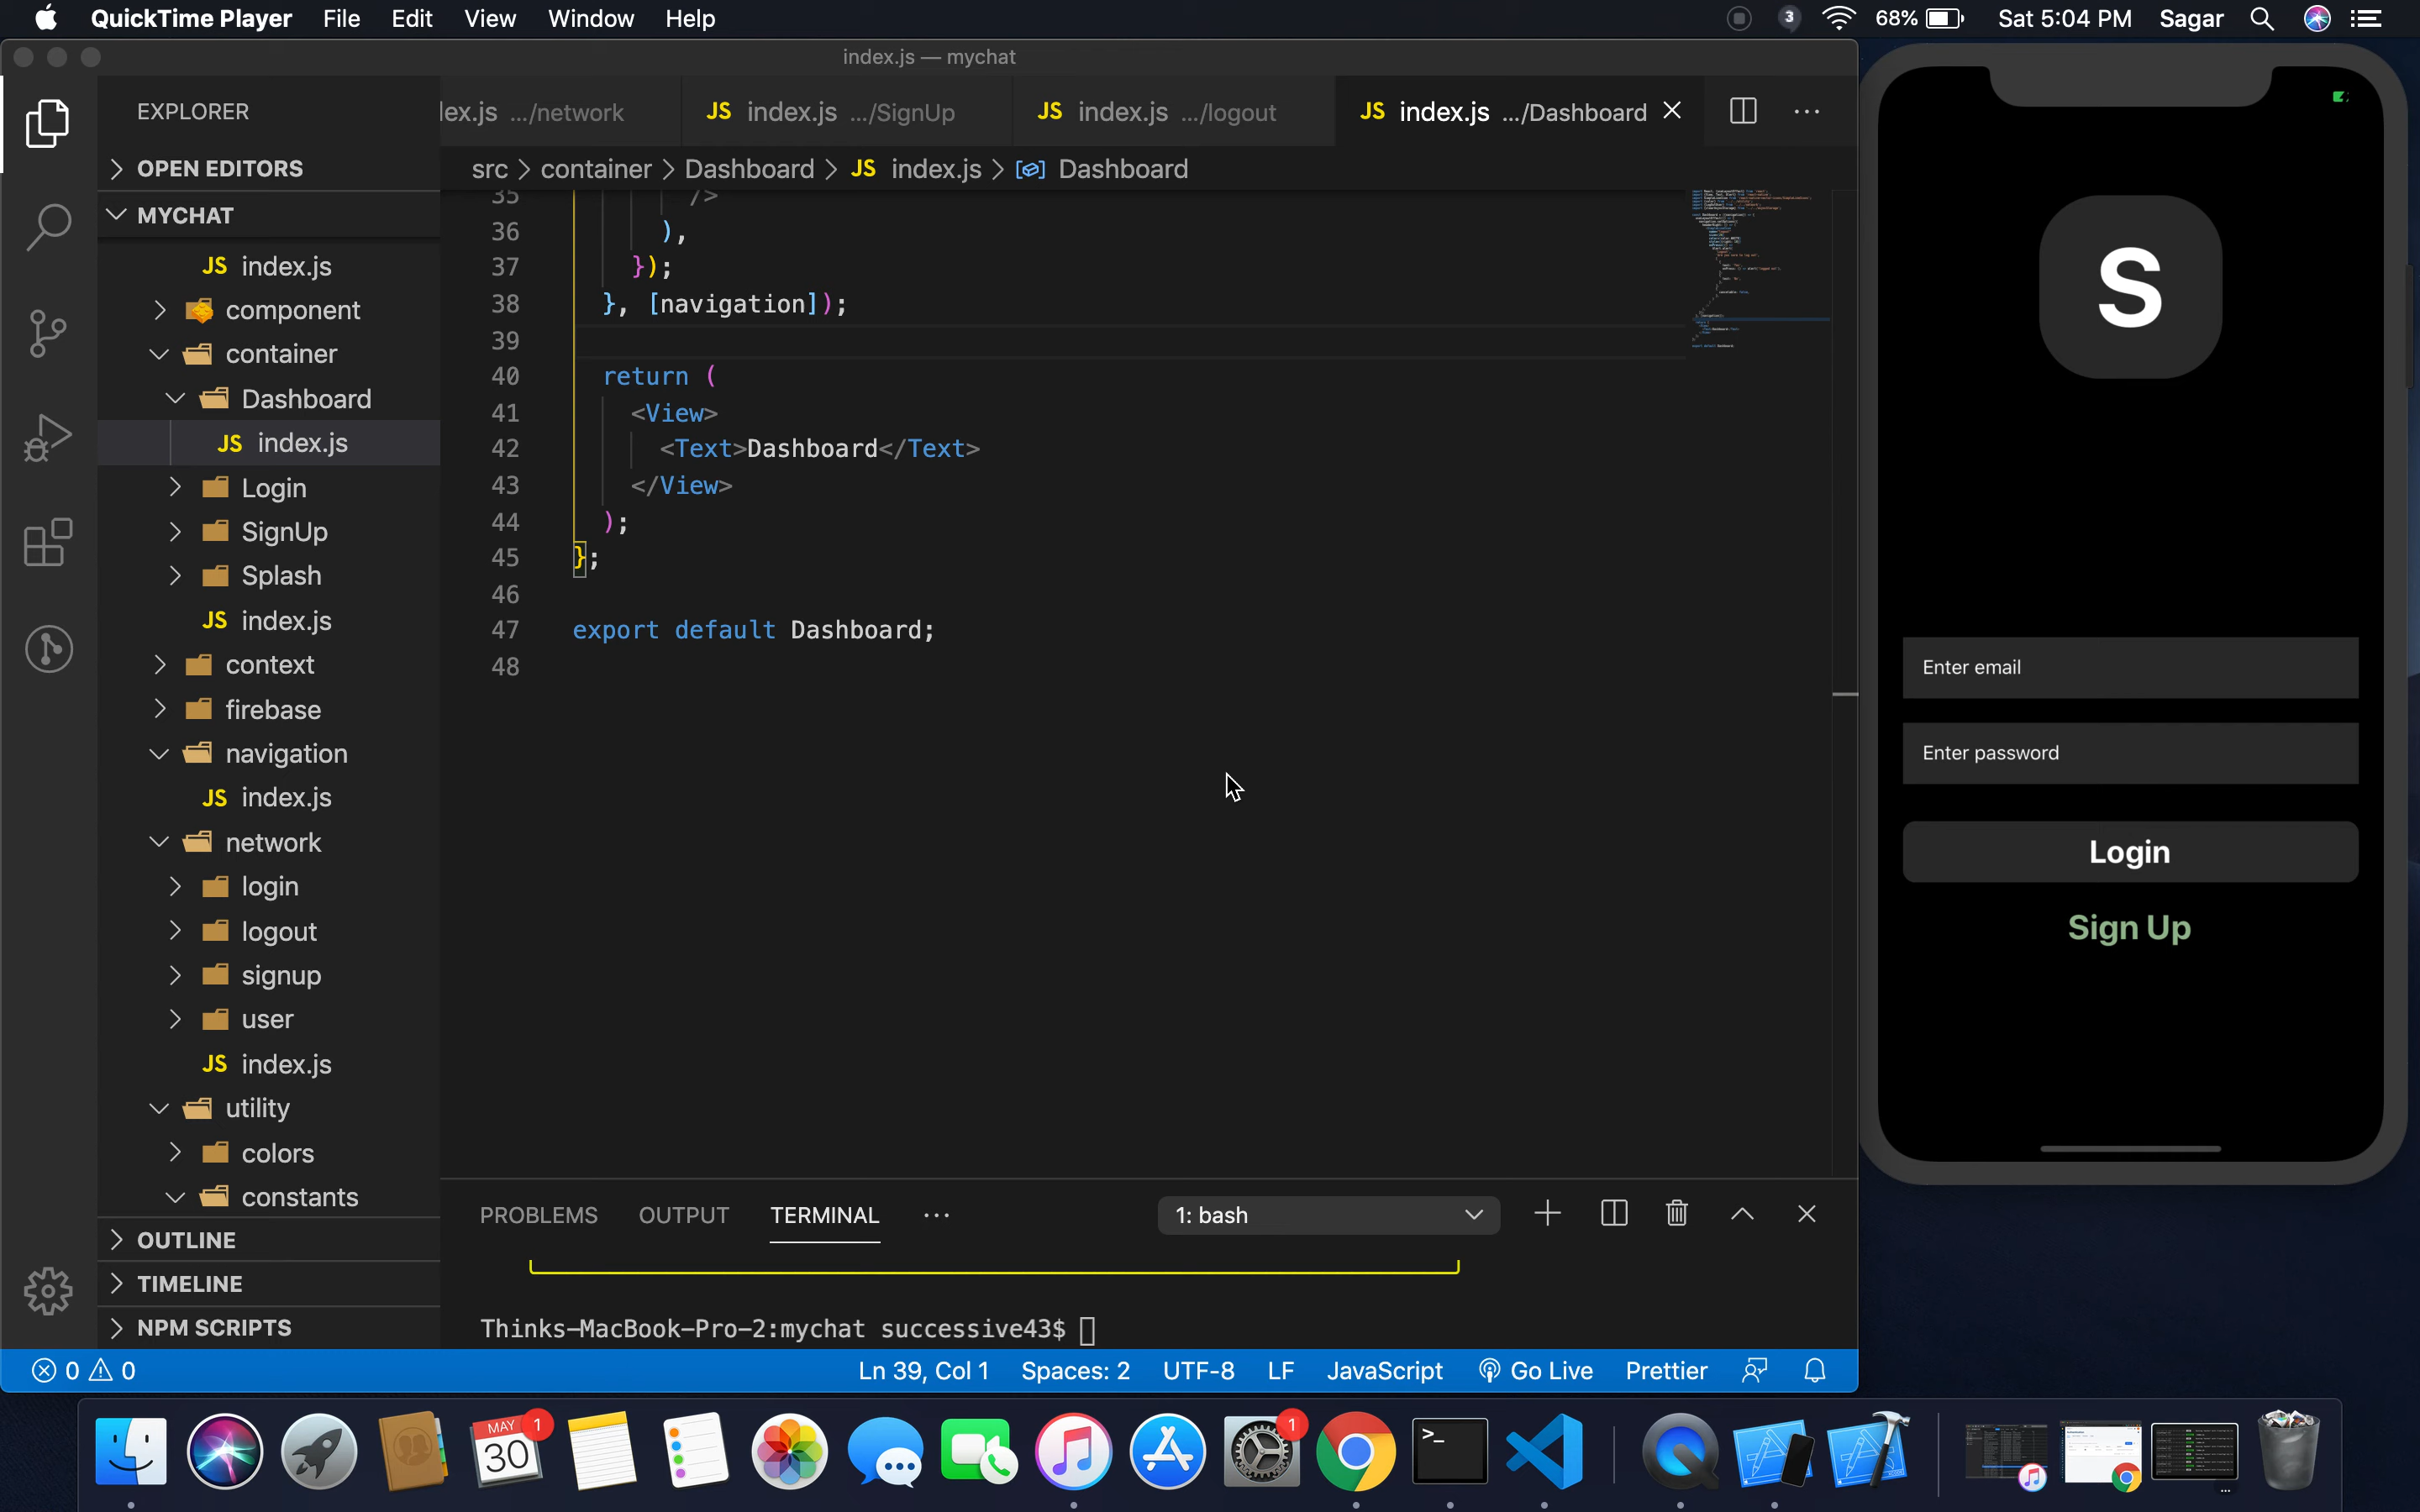 QuickTime Player File Edit View Window Help 3 68% Sat 5:04 PM Sagar
index.js — mychat
EXPLORER
OPEN EDITORS
MYCHAT
JS index.js
component
container
Dashboard
JS index.js
Login
SignUp
Splash
JS index.js
context
firebase
navigation
JS index.js
network
login
logout
signup
user
JS index.js
utility
colors
constants
OUTLINE
TIMELINE
NPM SCRIPTS
lex.js .../network JS index.js .../SignUp JS index.js .../logout JS index.js .../Dashboard
src > container > Dashboard > JS index.js > Dashboard
35 />
36 ),
37 });
38 }, [navigation]);
39
40 return (
41 <View>
42 <Text>Dashboard</Text>
43 </View>
44 );
45 };
46
47 export default Dashboard;
48
PROBLEMS OUTPUT TERMINAL ... 1: bash
Thinks-MacBook-Pro-2:mychat successive43$
0 0 Ln 39, Col 1 Spaces: 2 UTF-8 LF JavaScript Go Live Prettier
S
Enter email
Enter password
Login
Sign Up
MAY
30
1
1
>_